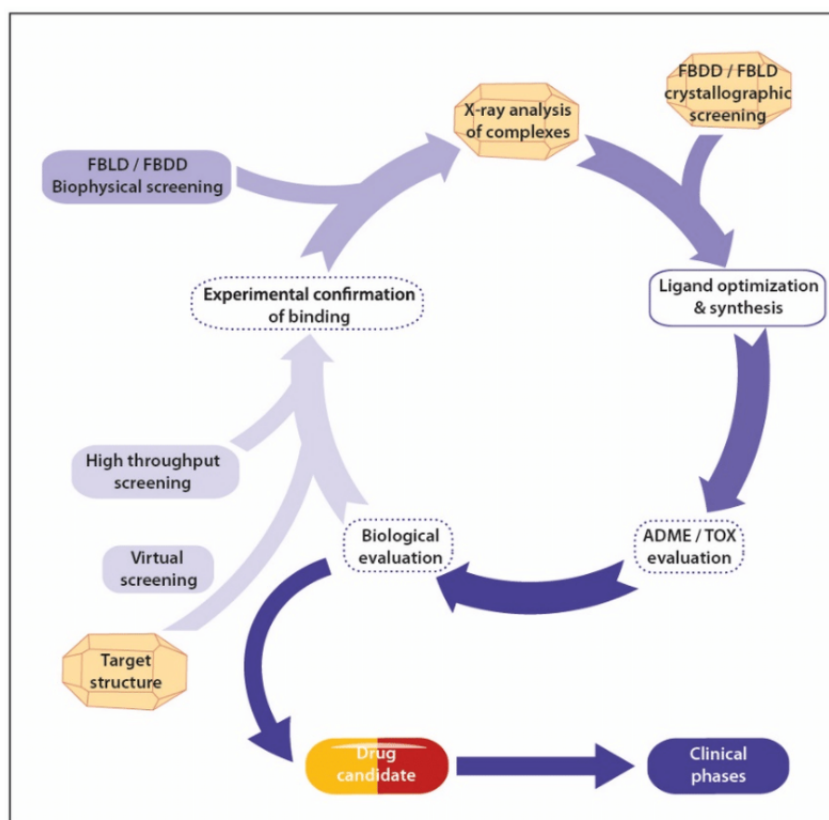 FBDD / FBLD
crystallographic
screening
X-ray analysis
of complexes
FBLD / FBDD
Biophysical screening
Experimental confirmation
of binding
Ligand optimization
& synthesis
High throughput
screening
Biological
evaluation
ADME / TOX
evaluation
Virtual
screening
Target
structure
Drug
candidate
Clinical
phases